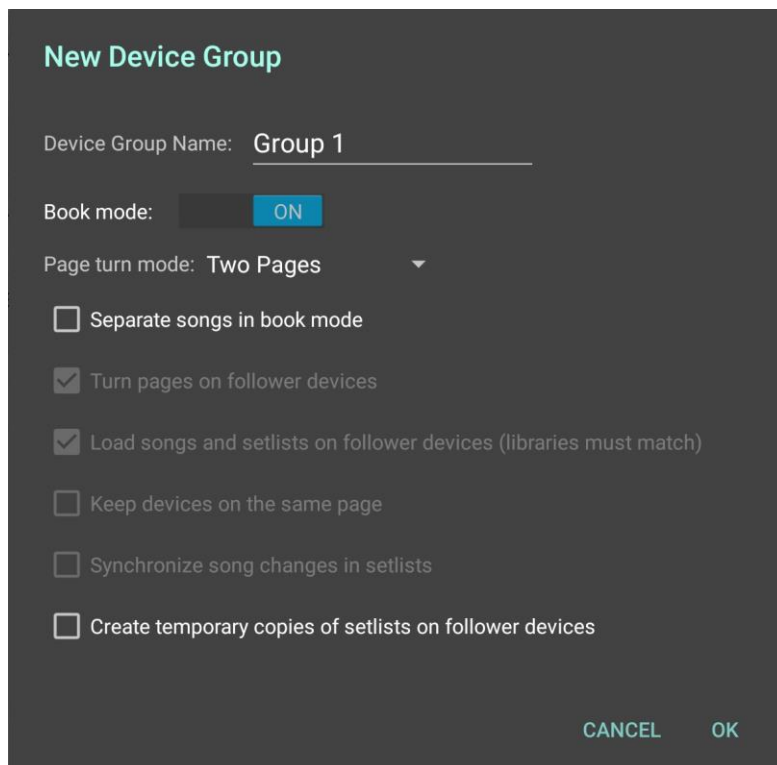 New Device Group
Device Group Name: Group 1
Book mode: ON
Page turn mode: Two Pages
Separate songs in book mode
Turn pages on follower devices
Load songs and setlists on follower devices (libraries must match)
Keep devices on the same page
Synchronize song changes in setlists
Create temporary copies of setlists on follower devices
CANCEL OK